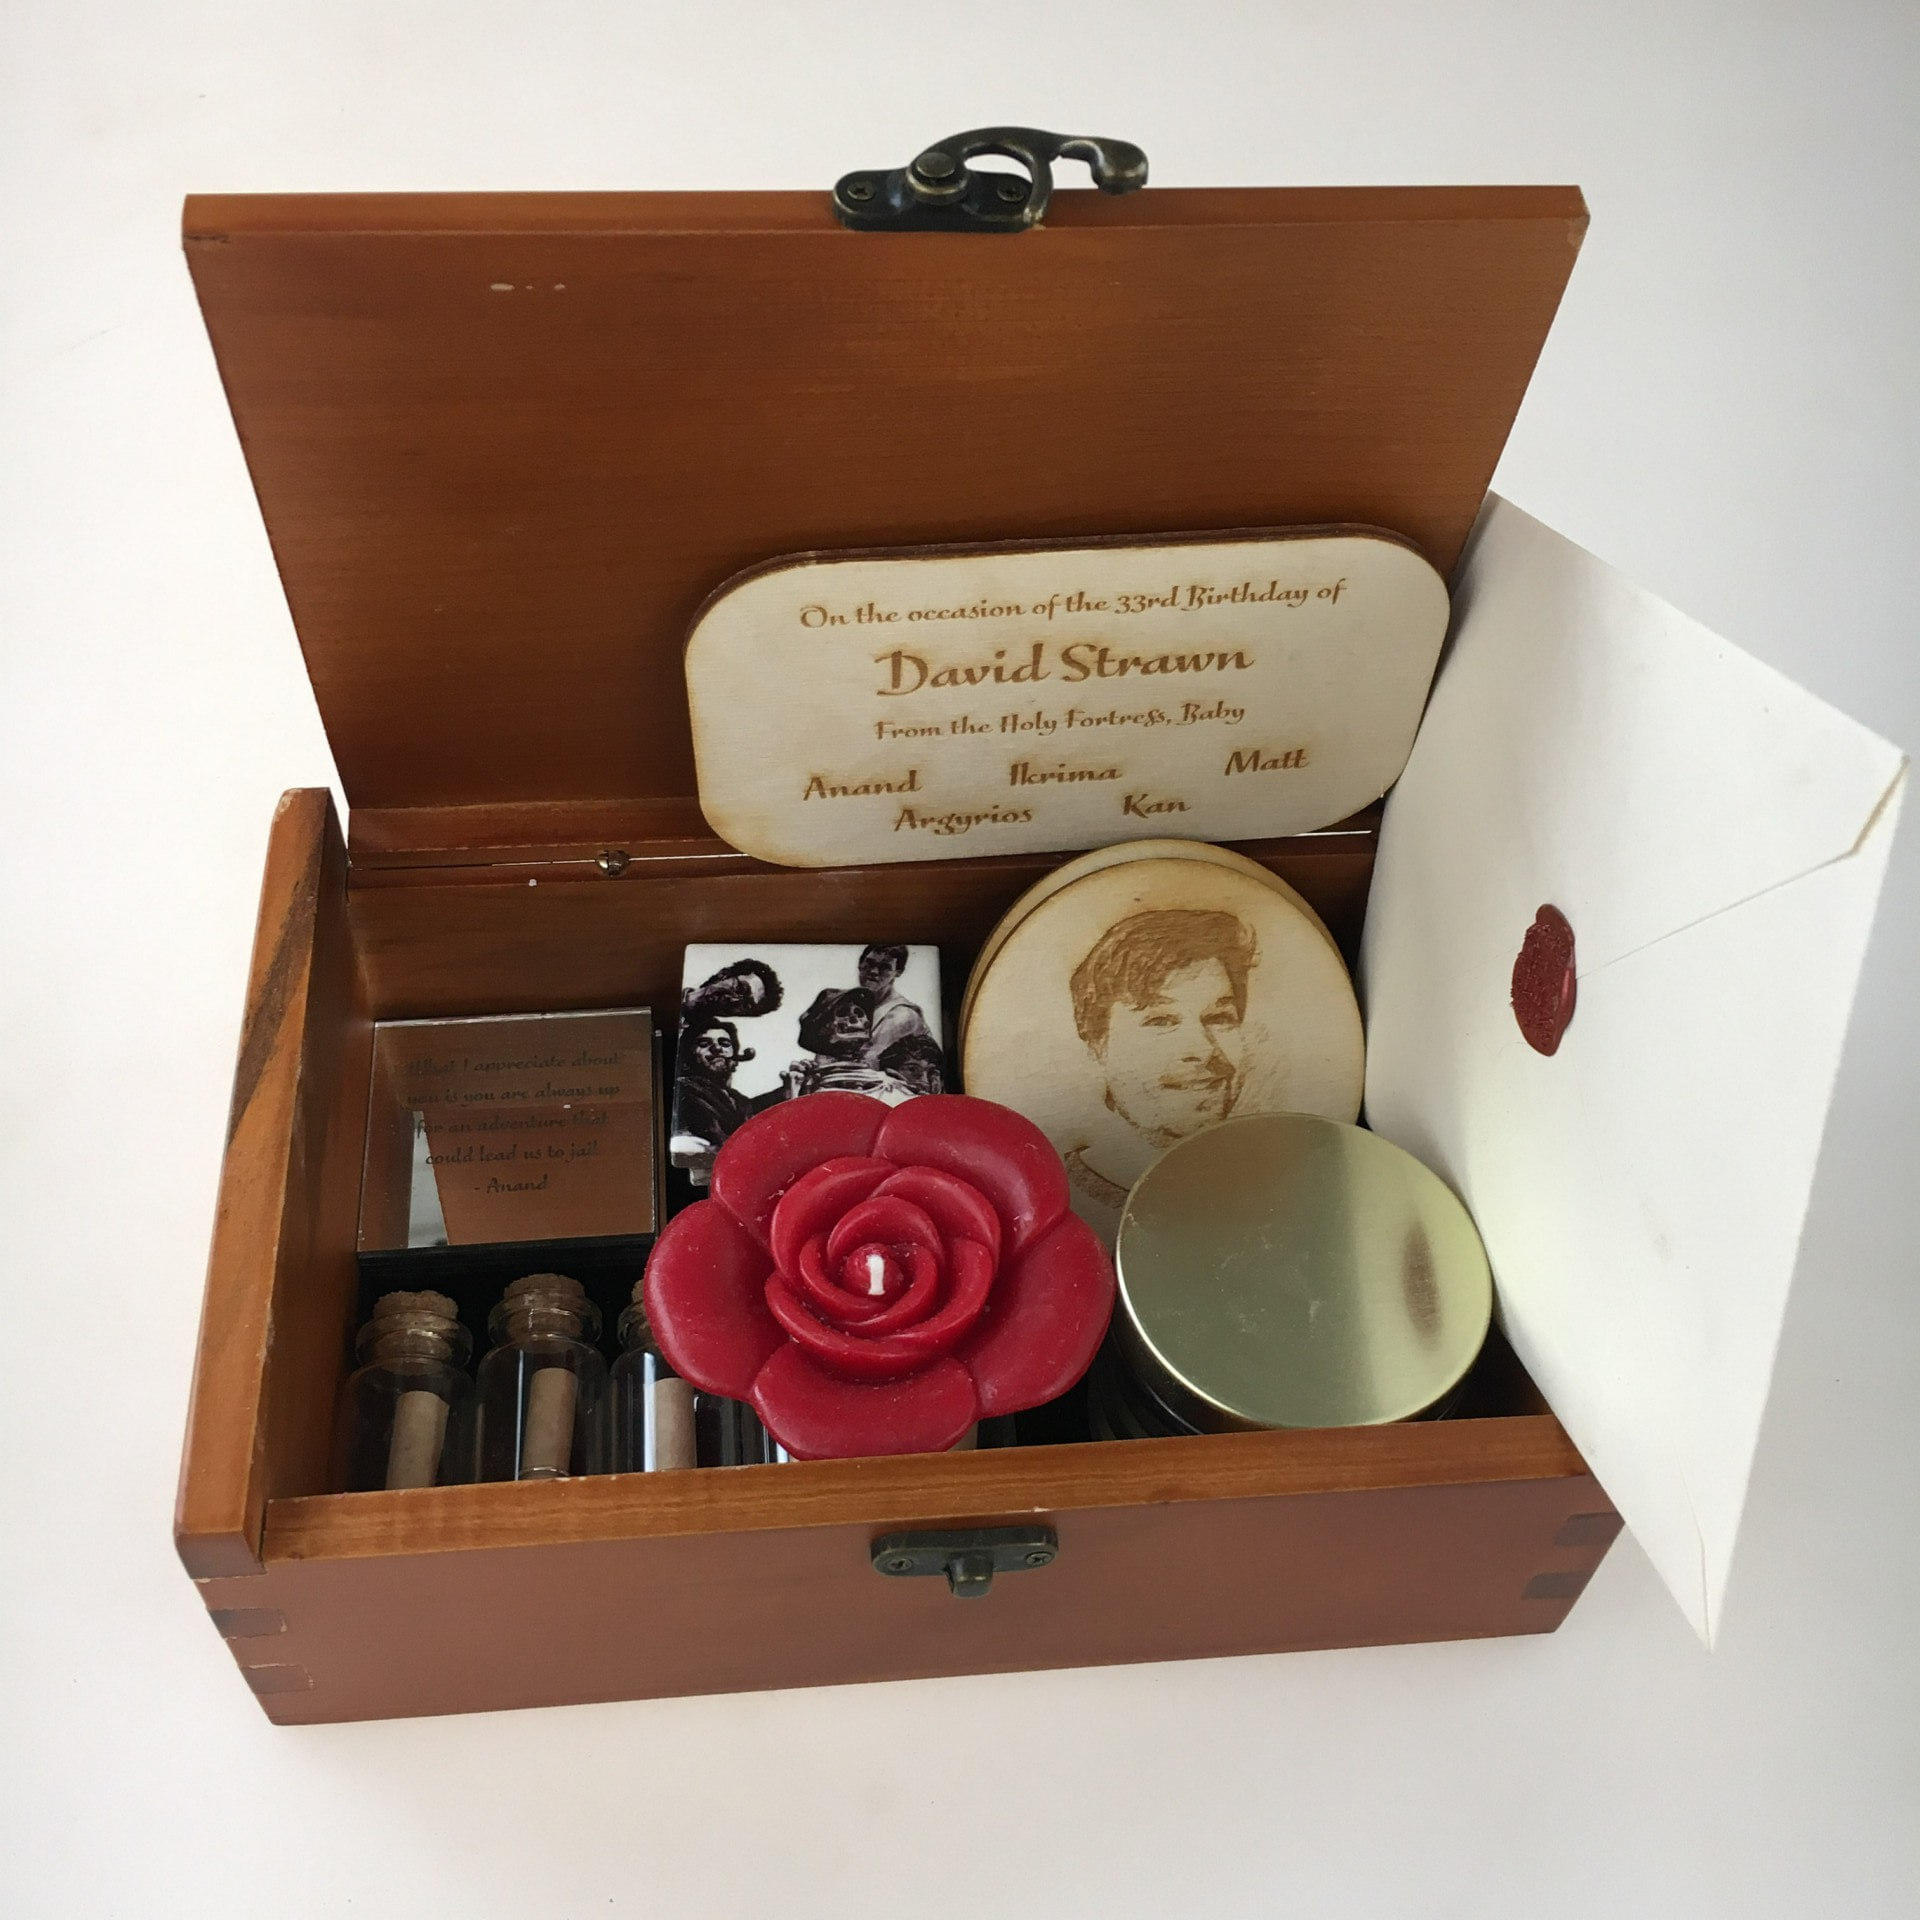 On the occasion of the 33rd Birthday of
David Strawn
From the Holy Fortress, Baby
Anand Ikrima Matt
Argyrios Kan
What I appreciate about
you is you are always up
for an adventure that
could lead us to jail
- Anand